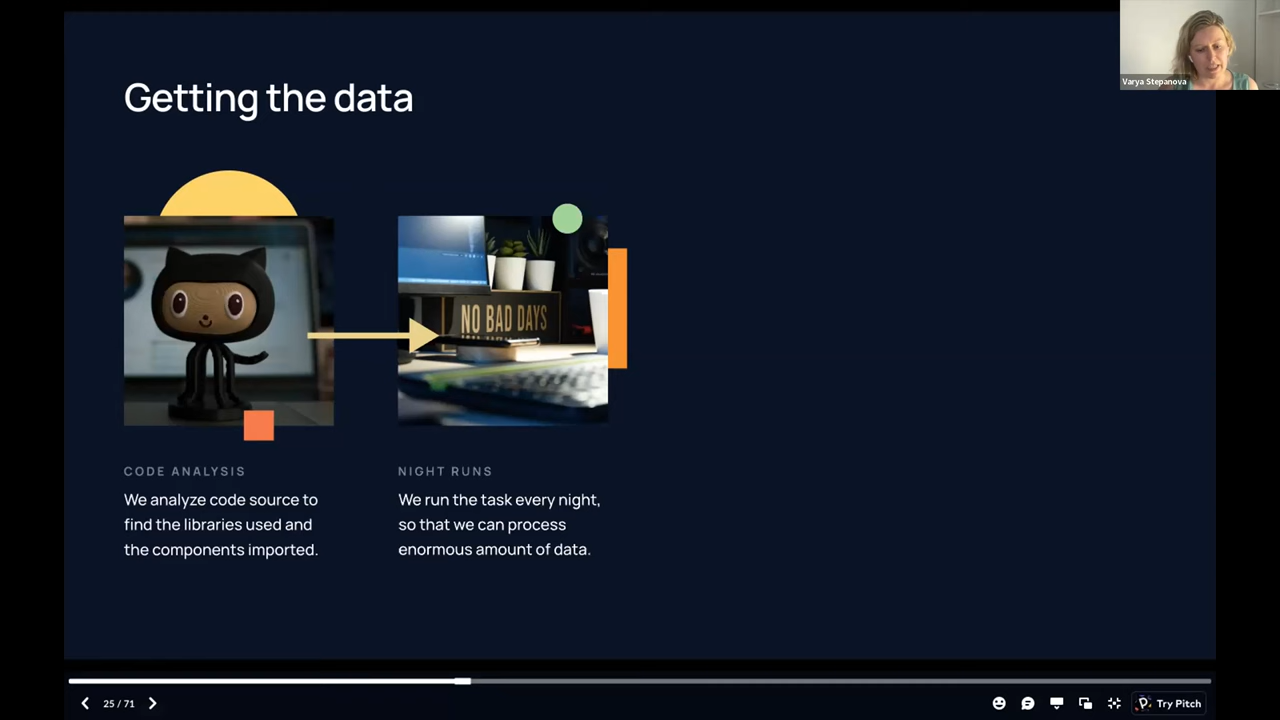 Varya Stepanova
Getting the data
NO BAD DAYS
CODE ANALYSIS
We analyze code source to
find the libraries used and
the components imported.
NIGHT RUNS
We run the task every night,
so that we can process
enormous amount of data.
25 / 71
Try Pitch